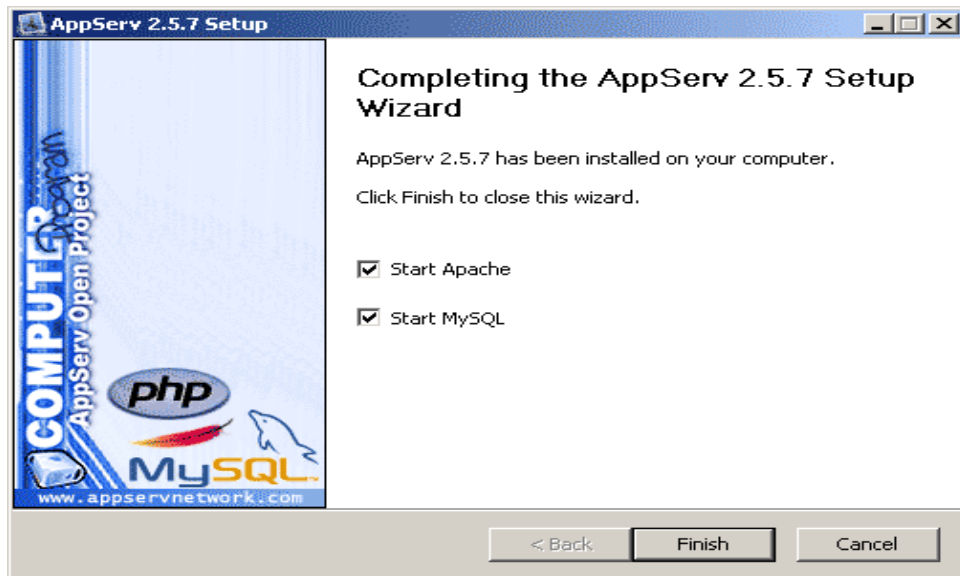 AppServ 2.5.7 Setup
Completing the AppServ 2.5.7 Setup
Wizard
AppServ 2.5.7 has been installed on your computer.
Click Finish to close this wizard.
Start Apache
Start MySQL
COMPUTER
Program
AppServ Open Project
php
MySQL
www.appservnetwork.com
< Back
Finish
Cancel